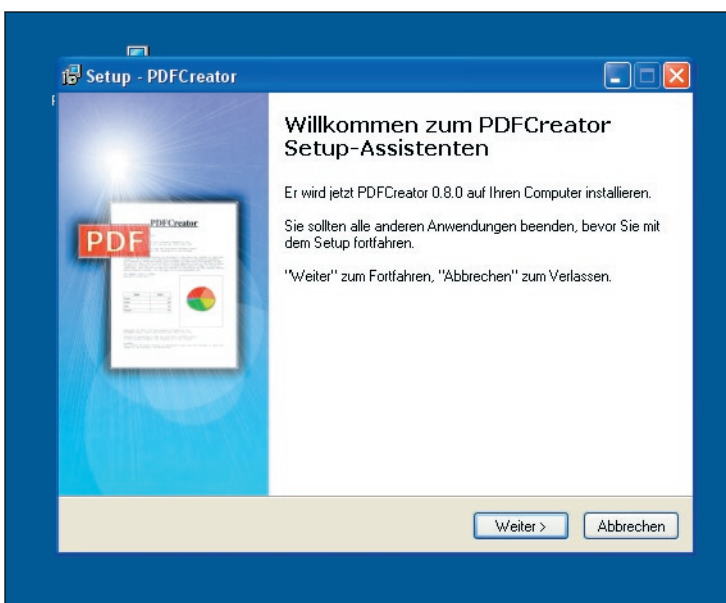 Setup - PDFCreator
Willkommen zum PDFCreator
Setup-Assistenten
Er wird jetzt PDFCreator 0.8.0 auf Ihren Computer installieren.
Sie sollten alle anderen Anwendungen beenden, bevor Sie mit
dem Setup fortfahren.
"Weiter" zum Fortfahren, "Abbrechen" zum Verlassen.
PDFCreator
PDF
Weiter >
Abbrechen